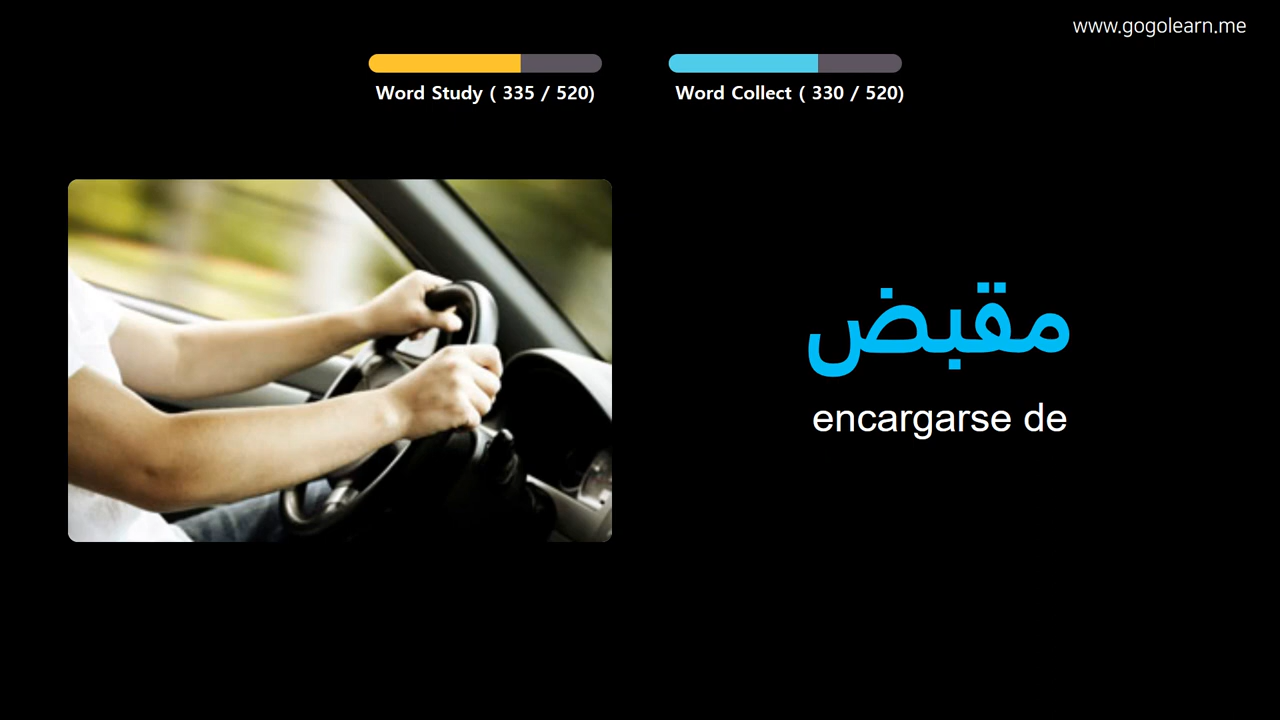 www.gogolearn.me
Word Study ( 335 / 520)
Word Collect ( 330 / 520)
مقبض
encargarse de